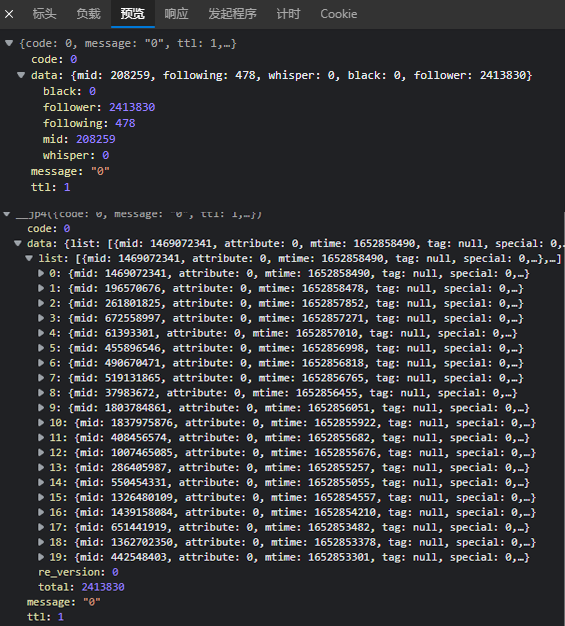 × 标头 负载 预览 响应 发起程序 计时 Cookie
▼ {code: 0, message: "0", ttl: 1,…}
code: 0
▼ data: {mid: 208259, following: 478, whisper: 0, black: 0, follower: 2413830}
black: 0
follower: 2413830
following: 478
mid: 208259
whisper: 0
message: "0"
ttl: 1
▼ __jp4({code: 0, message: "0", ttl: 1,…})
code: 0
▼ data: {list: [{mid: 1469072341, attribute: 0, mtime: 1652858490, tag: null, special: 0,…
▼ list: [{mid: 1469072341, attribute: 0, mtime: 1652858490, tag: null, special: 0,…},…]
▶ 0: {mid: 1469072341, attribute: 0, mtime: 1652858490, tag: null, special: 0,…}
▶ 1: {mid: 196570676, attribute: 0, mtime: 1652858478, tag: null, special: 0,…}
▶ 2: {mid: 261801825, attribute: 0, mtime: 1652857852, tag: null, special: 0,…}
▶ 3: {mid: 672558997, attribute: 0, mtime: 1652857271, tag: null, special: 0,…}
▶ 4: {mid: 61393301, attribute: 0, mtime: 1652857010, tag: null, special: 0,…}
▶ 5: {mid: 455896546, attribute: 0, mtime: 1652856998, tag: null, special: 0,…}
▶ 6: {mid: 490670471, attribute: 0, mtime: 1652856818, tag: null, special: 0,…}
▶ 7: {mid: 519131865, attribute: 0, mtime: 1652856765, tag: null, special: 0,…}
▶ 8: {mid: 37983672, attribute: 0, mtime: 1652856455, tag: null, special: 0,…}
▶ 9: {mid: 1803784861, attribute: 0, mtime: 1652856051, tag: null, special: 0,…}
▶ 10: {mid: 1837975876, attribute: 0, mtime: 1652855922, tag: null, special: 0,…}
▶ 11: {mid: 408456574, attribute: 0, mtime: 1652855682, tag: null, special: 0,…}
▶ 12: {mid: 1007465085, attribute: 0, mtime: 1652855676, tag: null, special: 0,…}
▶ 13: {mid: 286405987, attribute: 0, mtime: 1652855257, tag: null, special: 0,…}
▶ 14: {mid: 550454331, attribute: 0, mtime: 1652855055, tag: null, special: 0,…}
▶ 15: {mid: 1326480109, attribute: 0, mtime: 1652854557, tag: null, special: 0,…}
▶ 16: {mid: 1439158084, attribute: 0, mtime: 1652854210, tag: null, special: 0,…}
▶ 17: {mid: 651441919, attribute: 0, mtime: 1652853482, tag: null, special: 0,…}
▶ 18: {mid: 1362702350, attribute: 0, mtime: 1652853378, tag: null, special: 0,…}
▶ 19: {mid: 442548403, attribute: 0, mtime: 1652853301, tag: null, special: 0,…}
re_version: 0
total: 2413830
message: "0"
ttl: 1